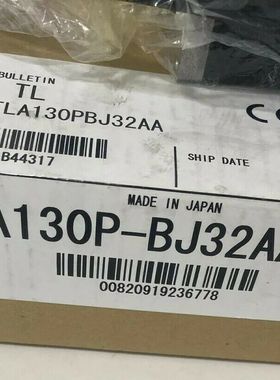 BULLETIN
TL
TLA130PBJ32AA
B44317
SHIP DATE
MADE IN JAPAN
A130P-BJ32AA
00820919236778